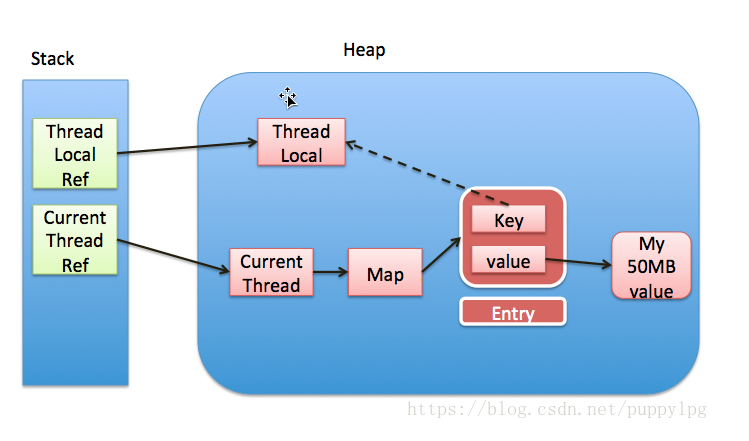 Stack
Heap
Thread
Local
Ref
Thread
Local
Current
Thread
Ref
Key
Current
Thread
Map
value
My
50MB
value
Entry
https://blog.csdn.net/puppylpg